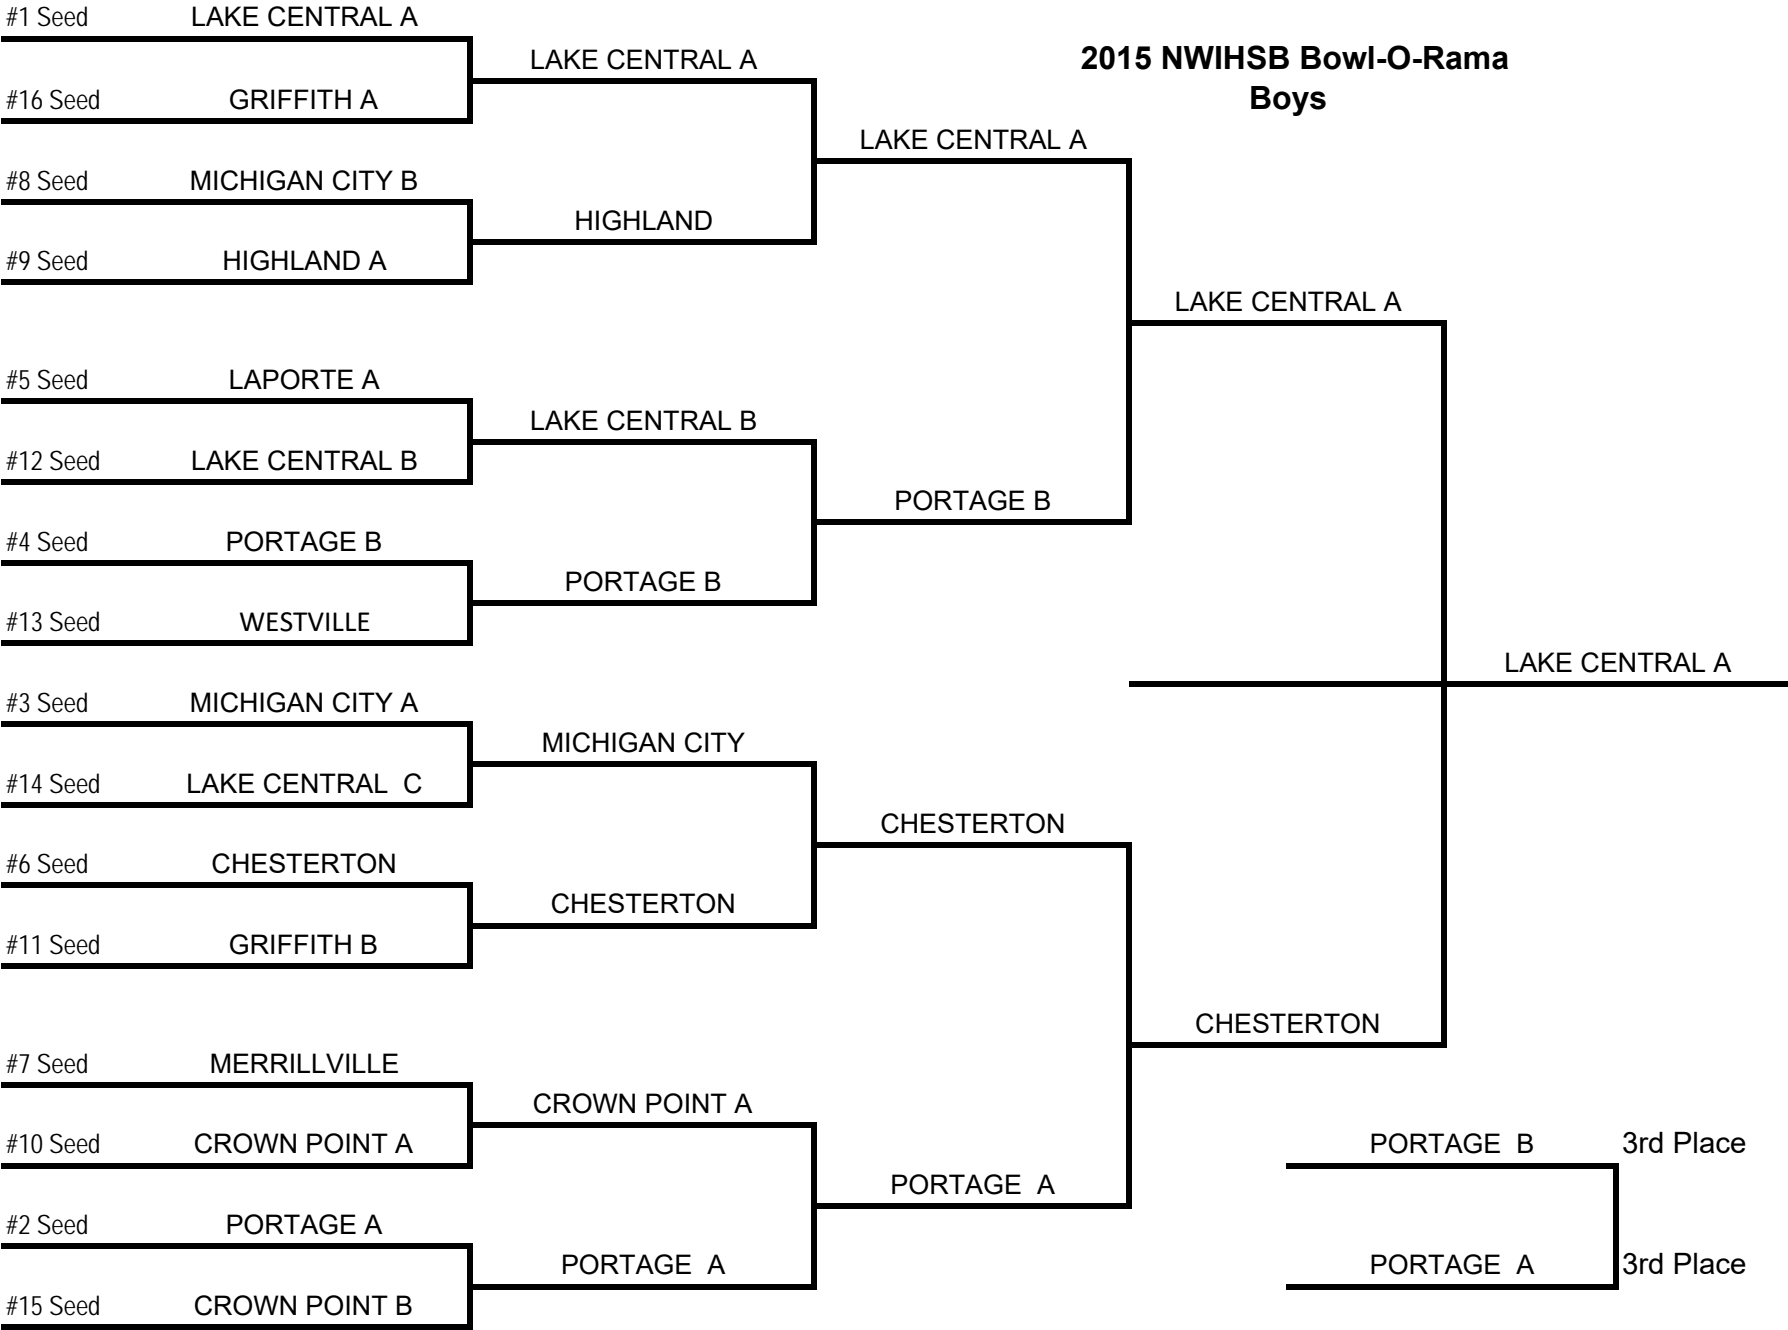 #1 Seed LAKE CENTRAL A
LAKE CENTRAL A
2015 NWIHSB Bowl-O-Rama
Boys
#16 Seed GRIFFITH A
LAKE CENTRAL A
#8 Seed MICHIGAN CITY B
HIGHLAND
#9 Seed HIGHLAND A
LAKE CENTRAL A
#5 Seed LAPORTE A
LAKE CENTRAL B
#12 Seed LAKE CENTRAL B
PORTAGE B
#4 Seed PORTAGE B
PORTAGE B
#13 Seed WESTVILLE
LAKE CENTRAL A
#3 Seed MICHIGAN CITY A
MICHIGAN CITY
#14 Seed LAKE CENTRAL  C
CHESTERTON
#6 Seed CHESTERTON
CHESTERTON
#11 Seed GRIFFITH B
CHESTERTON
#7 Seed MERRILLVILLE
CROWN POINT A
#10 Seed CROWN POINT A
PORTAGE  B 3rd Place
PORTAGE  A
#2 Seed PORTAGE A
PORTAGE  A
PORTAGE  A 3rd Place
#15 Seed CROWN POINT B